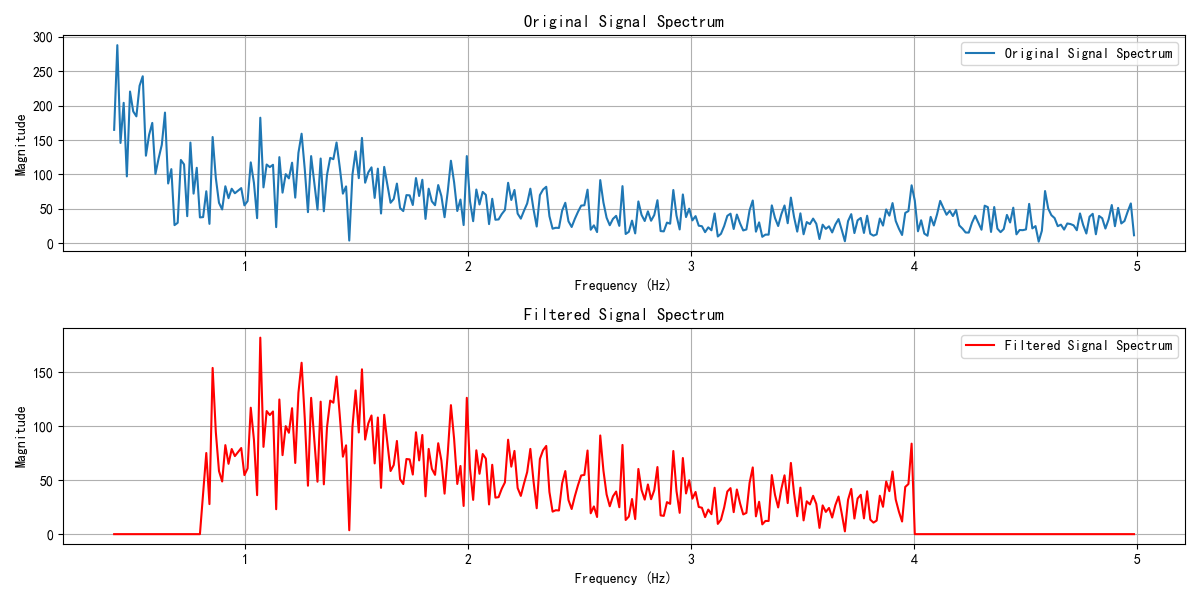 Original Signal Spectrum
300
250
200
150
100
50
0
Magnitude
Original Signal Spectrum
1 2 3 4 5
Frequency (Hz)
Filtered Signal Spectrum
150
100
50
0
Magnitude
Filtered Signal Spectrum
1 2 3 4 5
Frequency (Hz)